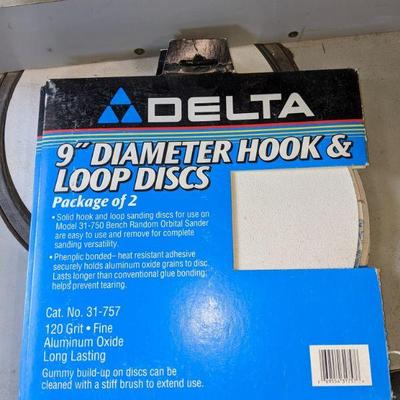 DELTA
9" DIAMETER HOOK &
LOOP DISCS
Package of 2
• Solid hook and loop sanding discs for use on
Model 31-750 Bench Random Orbital Sander
are easy to use and remove for complete
sanding versatility.
• Phenplic bonded– heat resistant adhesive
securely holds aluminum oxide grains to disc.
Lasts longer than conventional glue bonding;
helps prevent tearing.
Cat. No. 31-757
120 Grit • Fine
Aluminum Oxide
Long Lasting
Gummy build-up on discs can be
cleaned with a stiff brush to extend use.